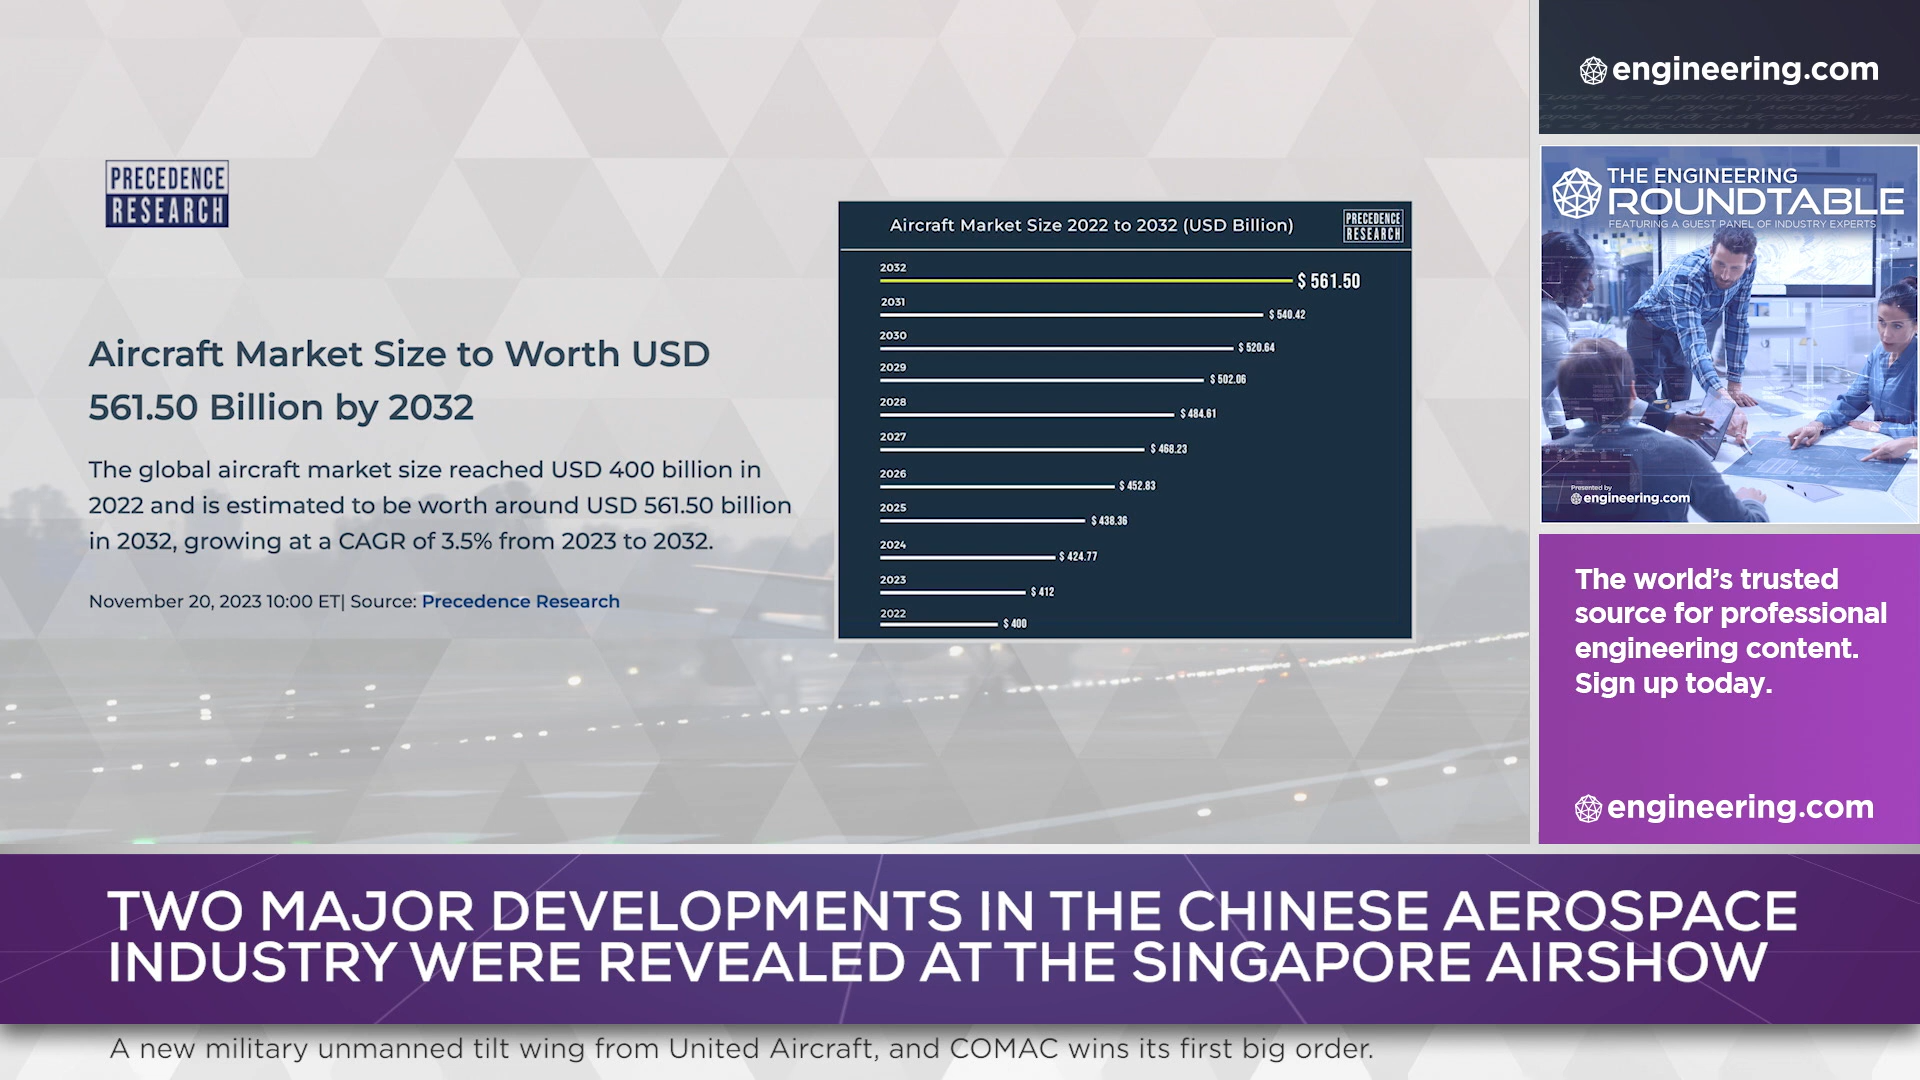 PRECEDENCE
RESEARCH
Aircraft Market Size to Worth USD
561.50 Billion by 2032
The global aircraft market size reached USD 400 billion in
2022 and is estimated to be worth around USD 561.50 billion
in 2032, growing at a CAGR of 3.5% from 2023 to 2032.
November 20, 2023 10:00 ET| Source: Precedence Research
Aircraft Market Size 2022 to 2032 (USD Billion)
PRECEDENCE
RESEARCH
2032
$ 561.50
2031
$ 540.42
2030
$ 520.64
2029
$ 502.06
2028
$ 484.61
2027
$ 468.23
2026
$ 452.83
2025
$ 438.36
2024
$ 424.77
2023
$ 412
2022
$ 400
engineering.com
THE ENGINEERING
ROUNDTABLE
FEATURING A GUEST PANEL OF INDUSTRY EXPERTS
Presented by
engineering.com
The world's trusted
source for professional
engineering content.
Sign up today.
engineering.com
TWO MAJOR DEVELOPMENTS IN THE CHINESE AEROSPACE
INDUSTRY WERE REVEALED AT THE SINGAPORE AIRSHOW
A new military unmanned tilt wing from United Aircraft, and COMAC wins its first big order.